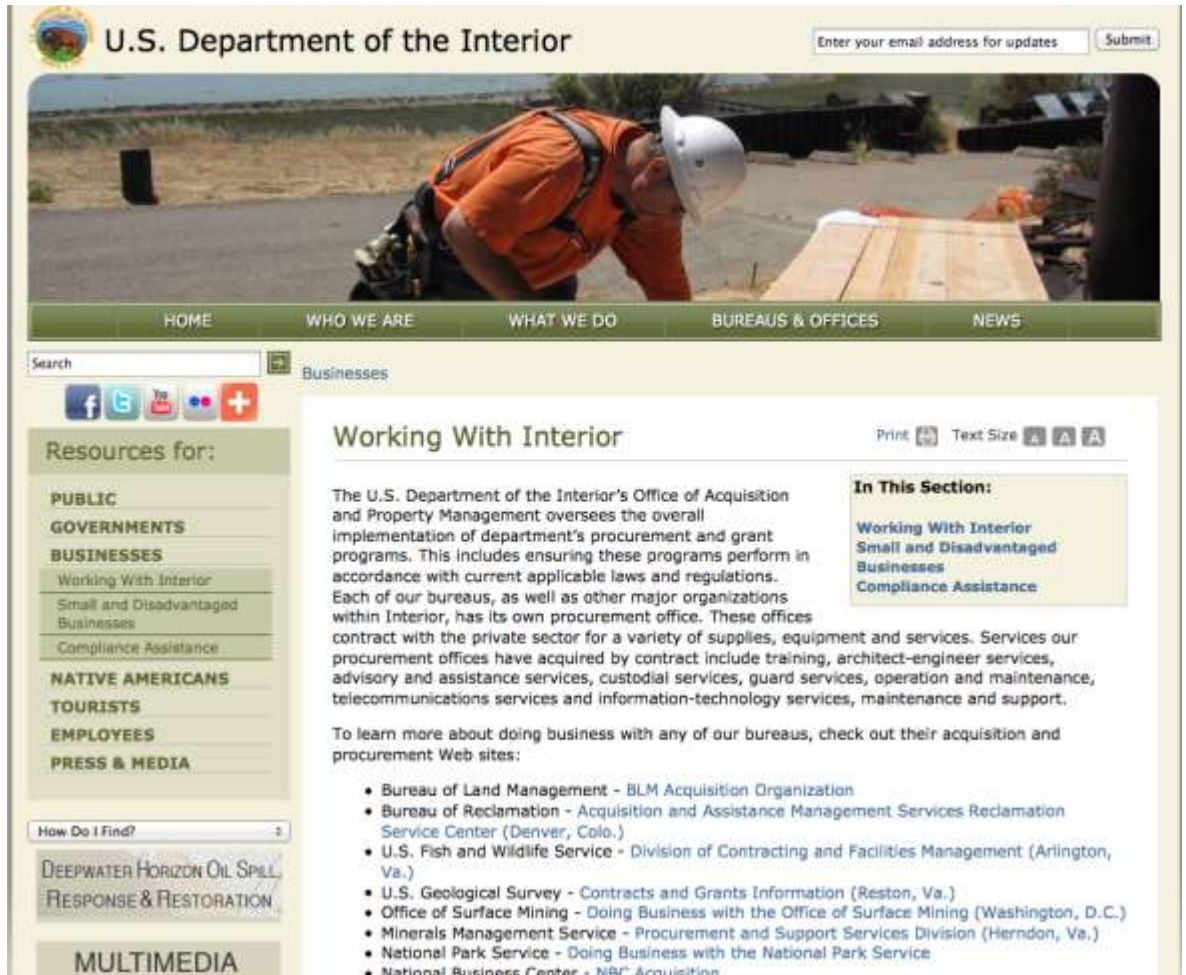 U.S. Department of the Interior
Enter your email address for updates
Submit
HOME
WHO WE ARE
WHAT WE DO
BUREAUS & OFFICES
NEWS
Search
Businesses
Resources for:
PUBLIC
GOVERNMENTS
BUSINESSES
Working With Interior
Small and Disadvantaged
Businesses
Compliance Assistance
NATIVE AMERICANS
TOURISTS
EMPLOYEES
PRESS & MEDIA
How Do I Find?
DEEPWATER HORIZON OIL SPILL,
RESPONSE & RESTORATION
MULTIMEDIA
Working With Interior
Print
Text Size A A A
In This Section:
Working With Interior
Small and Disadvantaged
Businesses
Compliance Assistance
The U.S. Department of the Interior's Office of Acquisition
and Property Management oversees the overall
implementation of department's procurement and grant
programs. This includes ensuring these programs perform in
accordance with current applicable laws and regulations.
Each of our bureaus, as well as other major organizations
within Interior, has its own procurement office. These offices
contract with the private sector for a variety of supplies, equipment and services. Services our
procurement offices have acquired by contract include training, architect-engineer services,
advisory and assistance services, custodial services, guard services, operation and maintenance,
telecommunications services and information-technology services, maintenance and support.
To learn more about doing business with any of our bureaus, check out their acquisition and
procurement Web sites:
• Bureau of Land Management - BLM Acquisition Organization
• Bureau of Reclamation - Acquisition and Assistance Management Services Reclamation
Service Center (Denver, Colo.)
• U.S. Fish and Wildlife Service - Division of Contracting and Facilities Management (Arlington,
Va.)
• U.S. Geological Survey - Contracts and Grants Information (Reston, Va.)
• Office of Surface Mining - Doing Business with the Office of Surface Mining (Washington, D.C.)
• Minerals Management Service - Procurement and Support Services Division (Herndon, Va.)
• National Park Service - Doing Business with the National Park Service
• National Business Center - NBC Acquisition